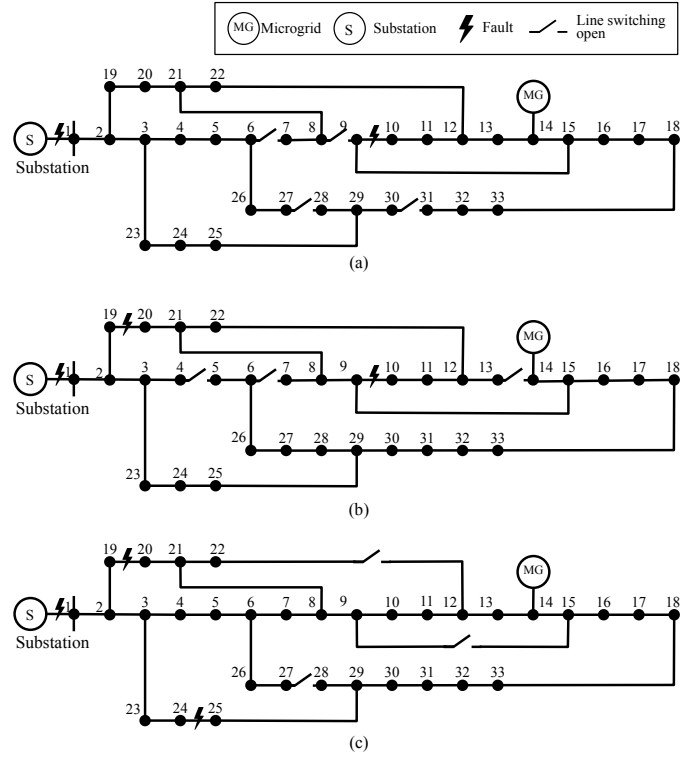 MG Microgrid S Substation Fault Line switching open
19 20 21 22
MG
S 1 2 3 4 5 6 7 8 9 10 11 12 13 14 15 16 17 18
Substation
26 27 28 29 30 31 32 33
23 24 25
(a)
19 20 21 22
MG
S 1 2 3 4 5 6 7 8 9 10 11 12 13 14 15 16 17 18
Substation
26 27 28 29 30 31 32 33
23 24 25
(b)
19 20 21 22
MG
S 1 2 3 4 5 6 7 8 9 10 11 12 13 14 15 16 17 18
Substation
26 27 28 29 30 31 32 33
23 24 25
(c)